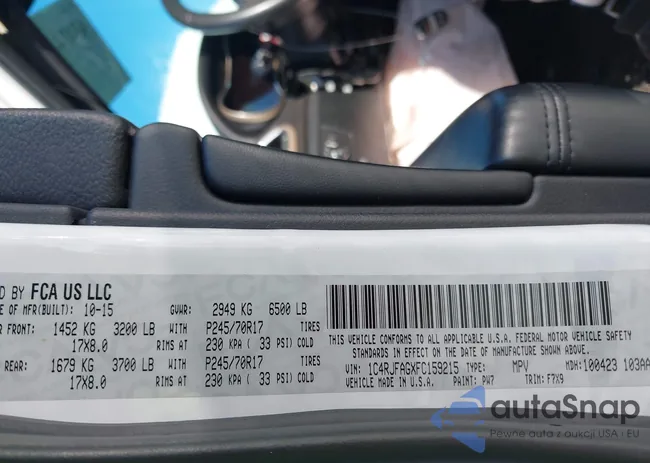 D BY FCA US LLC
E OF MFR(BUILT): 10-15 GVWR: 2949 KG 6500 LB
FRONT: 1452 KG 3200 LB WITH P245/70R17 TIRES
17X8.0 RIMS AT 230 KPA ( 33 PSI) COLD
REAR: 1679 KG 3700 LB WITH P245/70R17 TIRES
17X8.0 RIMS AT 230 KPA ( 33 PSI) COLD
THIS VEHICLE CONFORMS TO ALL APPLICABLE U.S.A. FEDERAL MOTOR VEHICLE SAFETY
STANDARDS IN EFFECT ON THE DATE OF MANUFACTURE SHOWN ABOVE.
VIN: 1C4RJFAGXFC159215 TYPE: MPV MDH: 100423 103AA
VEHICLE MADE IN U.S.A. PAINT: PW7 TRIM: F7X9
autaSnap
Pewne auta z aukcji USA i EU